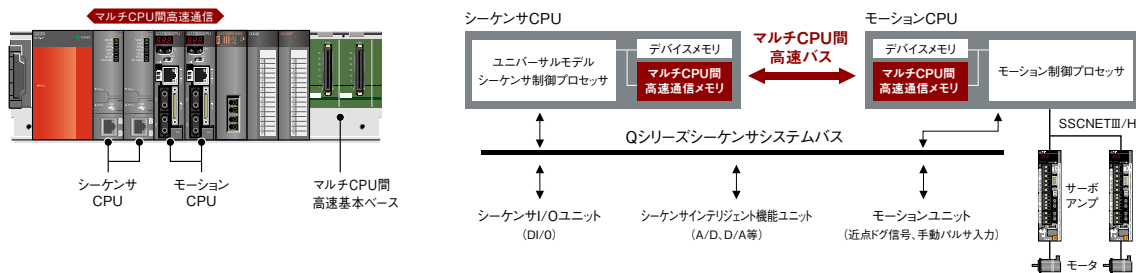 マルチCPU間高速通信
シーケンサ
CPU
モーション
CPU
マルチCPU間
高速基本ベース
シーケンサCPU
ユニバーサルモデル
シーケンサ制御プロセッサ
デバイスメモリ
マルチCPU間
高速通信メモリ
マルチCPU間
高速バス
モーションCPU
デバイスメモリ
マルチCPU間
高速通信メモリ
モーション制御プロセッサ
SSCNETⅢ/H
Qシリーズシーケンサシステムバス
シーケンサI/Oユニット
(DI/O)
シーケンサインテリジェント機能ユニット
(A/D、D/A等)
モーションユニット
(近点ドグ信号、手動パルサ入力)
サーボ
アンプ
モータ